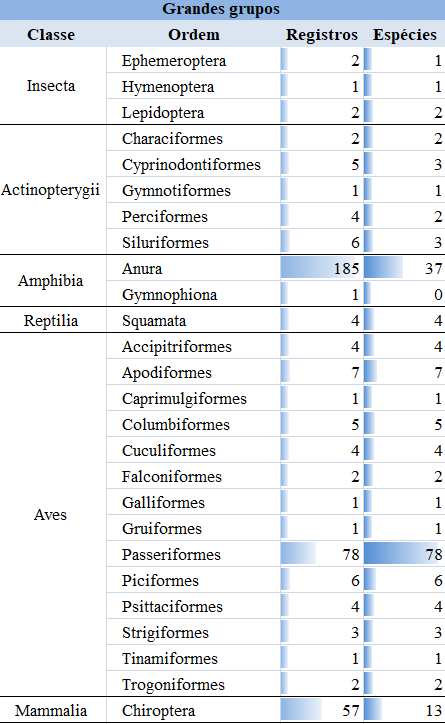 Grandes grupos
Classe Ordem Registros Espécies
Insecta Ephemeroptera 2 1
Hymenoptera 1 1
Lepidoptera 2 2
Actinopterygii Characiformes 2 2
Cyprinodontiformes 5 3
Gymnotiformes 1 1
Perciformes 4 2
Siluriformes 6 3
Amphibia Anura 185 37
Gymnophiona 1 0
Reptilia Squamata 4 4
Aves Accipitriformes 4 4
Apodiformes 7 7
Caprimulgiformes 1 1
Columbiformes 5 5
Cuculiformes 4 4
Falconiformes 2 2
Galliformes 1 1
Gruiformes 1 1
Passeriformes 78 78
Piciformes 6 6
Psittaciformes 4 4
Strigiformes 3 3
Tinamiformes 1 1
Trogoniformes 2 2
Mammalia Chiroptera 57 13